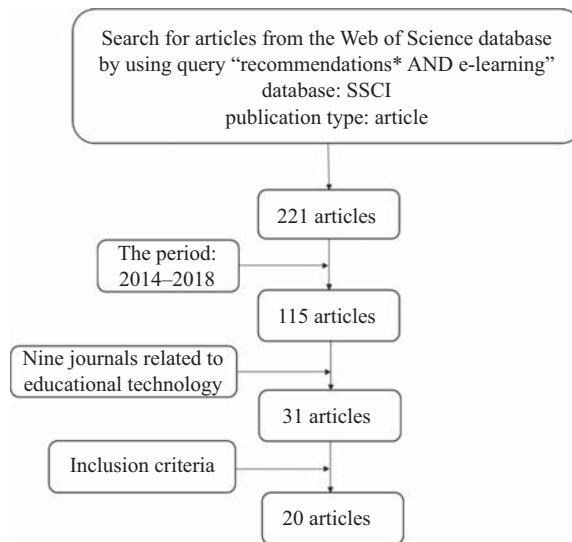 Search for articles from the Web of Science database
by using query “recommendations* AND e-learning”
database: SSCI
publication type: article
221 articles
The period:
2014–2018
115 articles
Nine journals related to
educational technology
31 articles
Inclusion criteria
20 articles